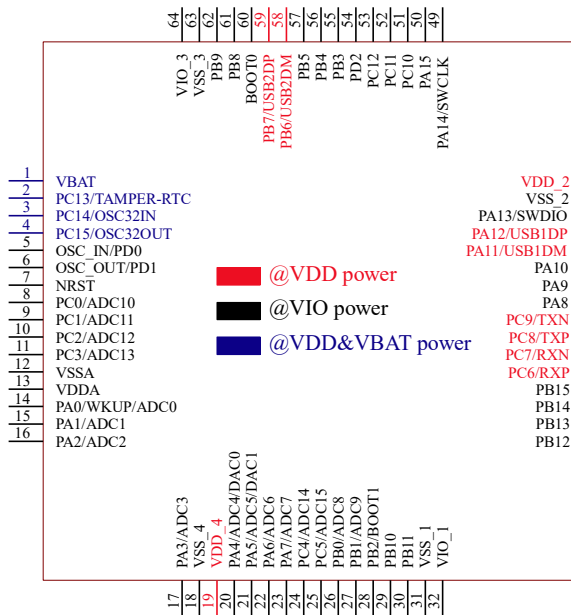 64 63 62 61 60 59 58 57 56 55 54 53 52 51 50 49
VIO_3
VSS_3
PB9
PB8
BOOT0
PB7/USB2DP
PB6/USB2DM
PB5
PB4
PB3
PD2
PC12
PC11
PC10
PA15
PA14/SWCLK
1 VBAT
2 PC13/TAMPER-RTC
3 PC14/OSC32IN
4 PC15/OSC32OUT
5 OSC_IN/PD0
6 OSC_OUT/PD1
7 NRST
8 PC0/ADC10
9 PC1/ADC11
10 PC2/ADC12
11 PC3/ADC13
12 VSSA
13 VDDA
14 PA0/WKUP/ADC0
15 PA1/ADC1
16 PA2/ADC2
@VDD power
@VIO power
@VDD&VBAT power
VDD_2
VSS_2
PA13/SWDIO
PA12/USB1DP
PA11/USB1DM
PA10
PA9
PA8
PC9/TXN
PC8/TXP
PC7/RXN
PC6/RXP
PB15
PB14
PB13
PB12
PA3/ADC3
VSS_4
VDD_4
PA4/ADC4/DAC0
PA5/ADC5/DAC1
PA6/ADC6
PA7/ADC7
PC4/ADC14
PC5/ADC15
PB0/ADC8
PB1/ADC9
PB2/BOOT1
PB10
PB11
VSS_1
VIO_1
17 18 19 20 21 22 23 24 25 26 27 28 29 30 31 32